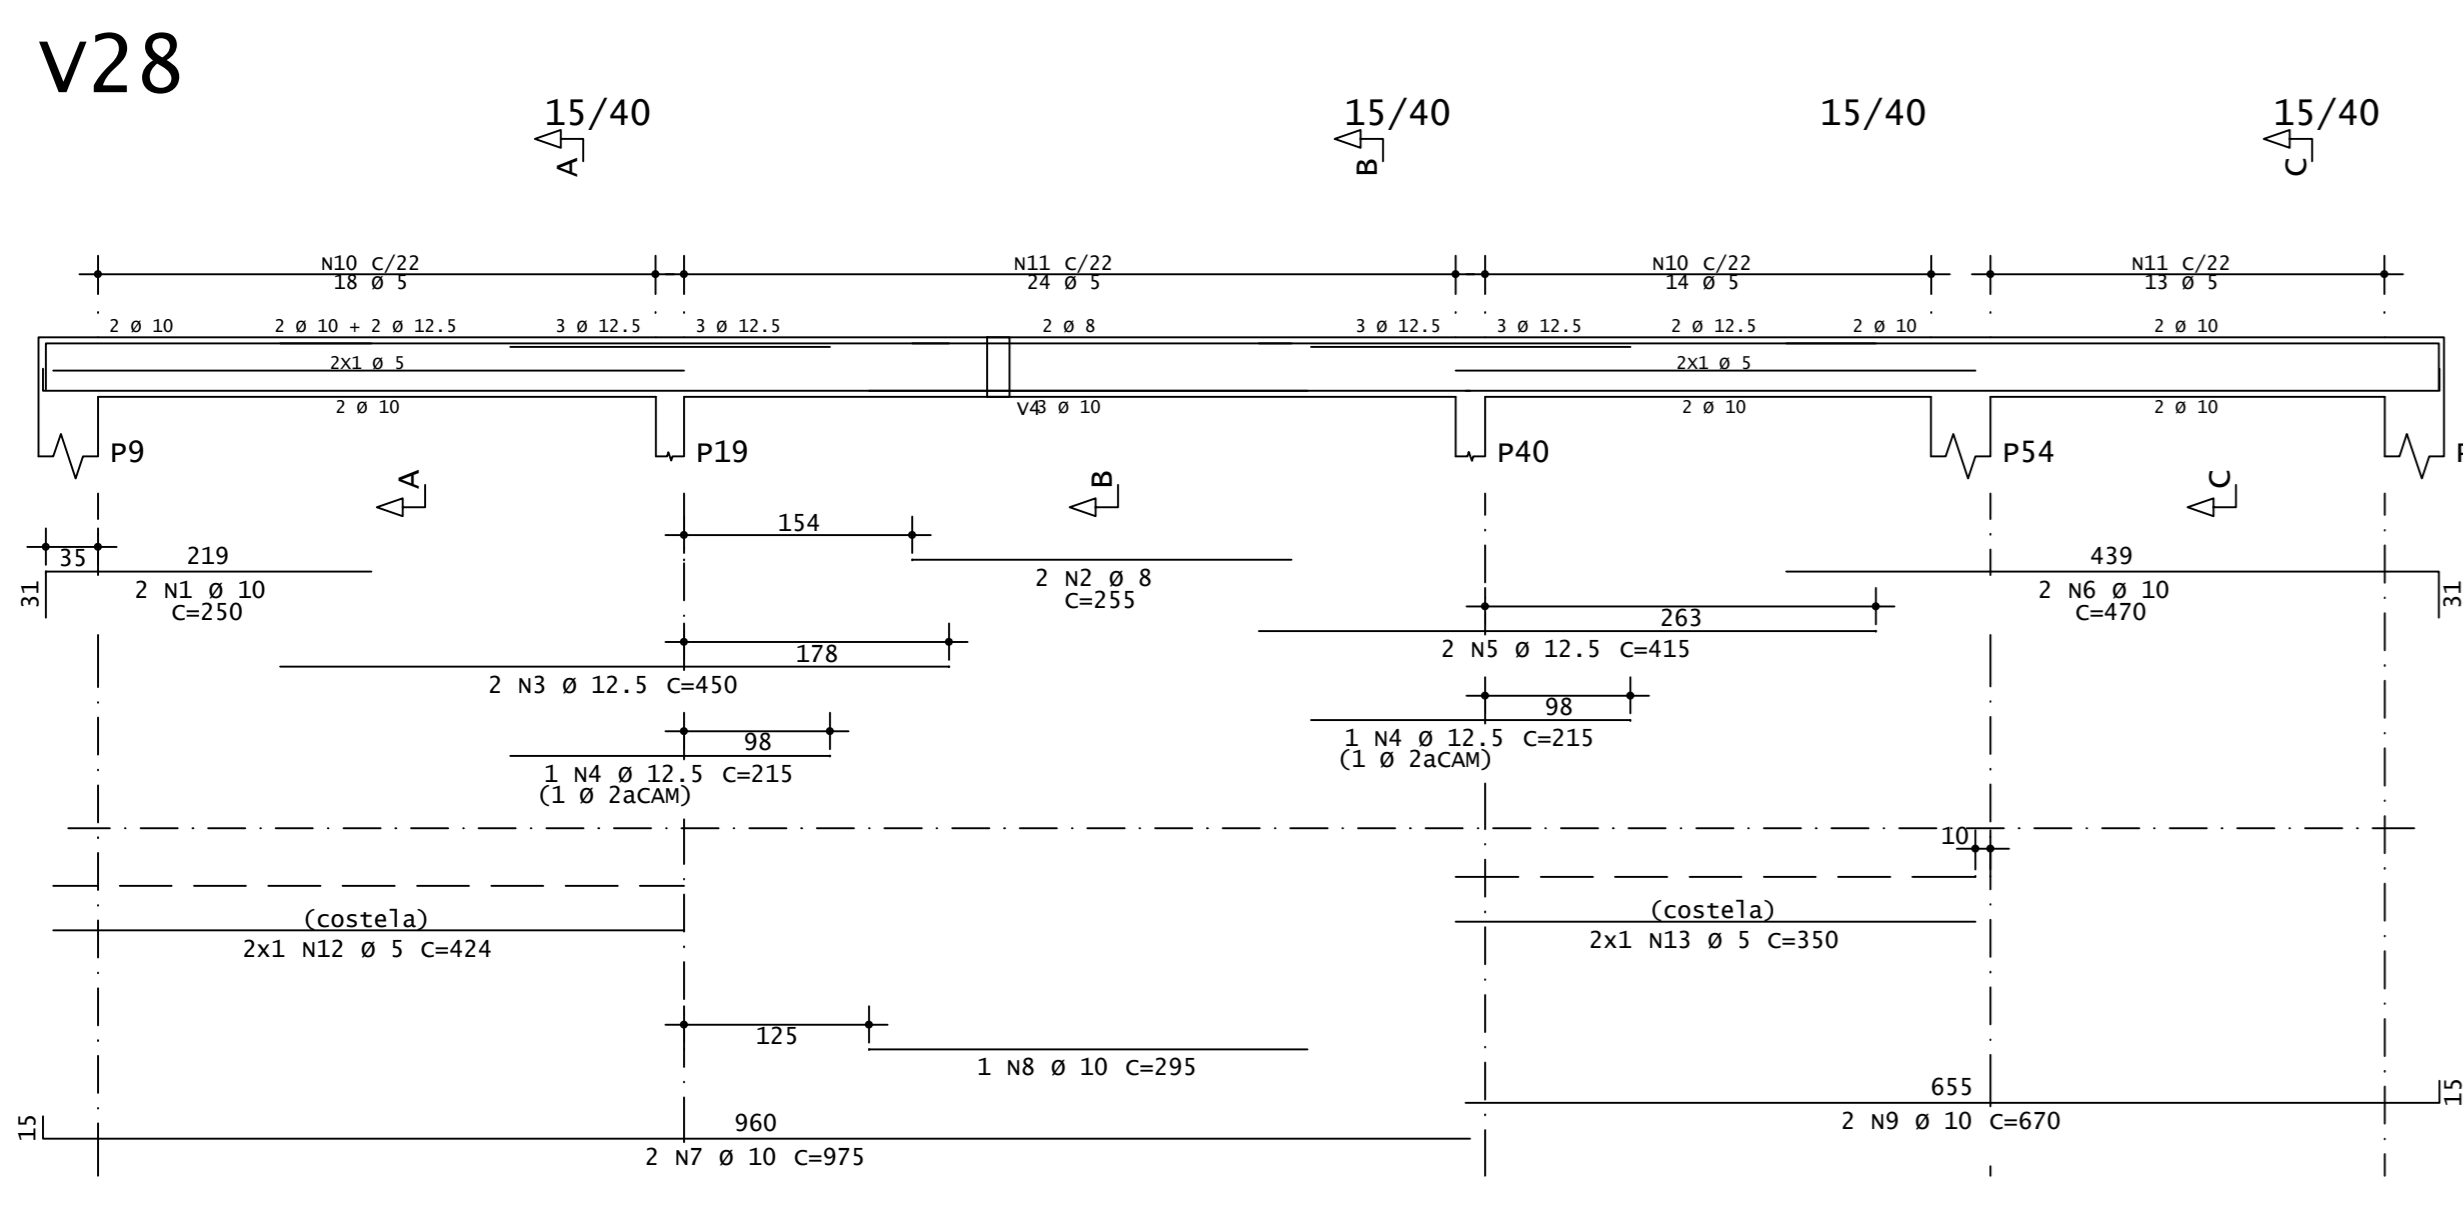 V28
15/40 15/40 15/40 15/40
A B C
N10 C/22 N11 C/22 N10 C/22 N11 C/22
18 Ø 5 24 Ø 5 14 Ø 5 13 Ø 5
2 Ø 10 2 Ø 10 + 2 Ø 12.5 3 Ø 12.5 3 Ø 12.5 2 Ø 8 3 Ø 12.5 3 Ø 12.5 2 Ø 12.5 2 Ø 10 2 Ø 10
2x1 Ø 5 2x1 Ø 5
2 Ø 10 V4 3 Ø 10 2 Ø 10 2 Ø 10
P9 P19 P40 P54 P
A B C
154
35 219 439
2 N2 Ø 8
C=255
31 2 N1 Ø 10 2 N6 Ø 10 31
C=250 C=470
263
2 N5 Ø 12.5 C=415
178
2 N3 Ø 12.5 C=450
98
1 N4 Ø 12.5 C=215
(1 Ø 2aCAM)
98
1 N4 Ø 12.5 C=215
(1 Ø 2aCAM)
10
(costela) (costela)
2x1 N12 Ø 5 C=424 2x1 N13 Ø 5 C=350
125
1 N8 Ø 10 C=295
655 15
2 N9 Ø 10 C=670
15 960
2 N7 Ø 10 C=975